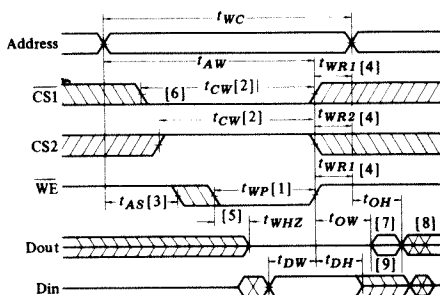 tWC
Address
tAW
tWR1 [4]
CS1
[6]
tCW[2]
tCW[2]
tWR2 [4]
CS2
tWR1 [4]
WE
tAS[3]
tWP [1]
tOH
[5]
tWHZ
tOW
[7]
[8]
Dout
[9]
tDW
tDH
Din